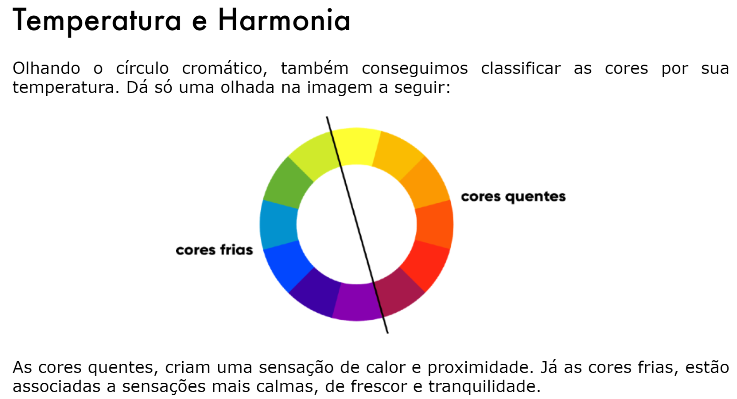 Temperatura e Harmonia
Olhando o círculo cromático, também conseguimos classificar as cores por sua
temperatura. Dá só uma olhada na imagem a seguir:
cores quentes
cores frias
As cores quentes, criam uma sensação de calor e proximidade. Já as cores frias, estão
associadas a sensações mais calmas, de frescor e tranquilidade.